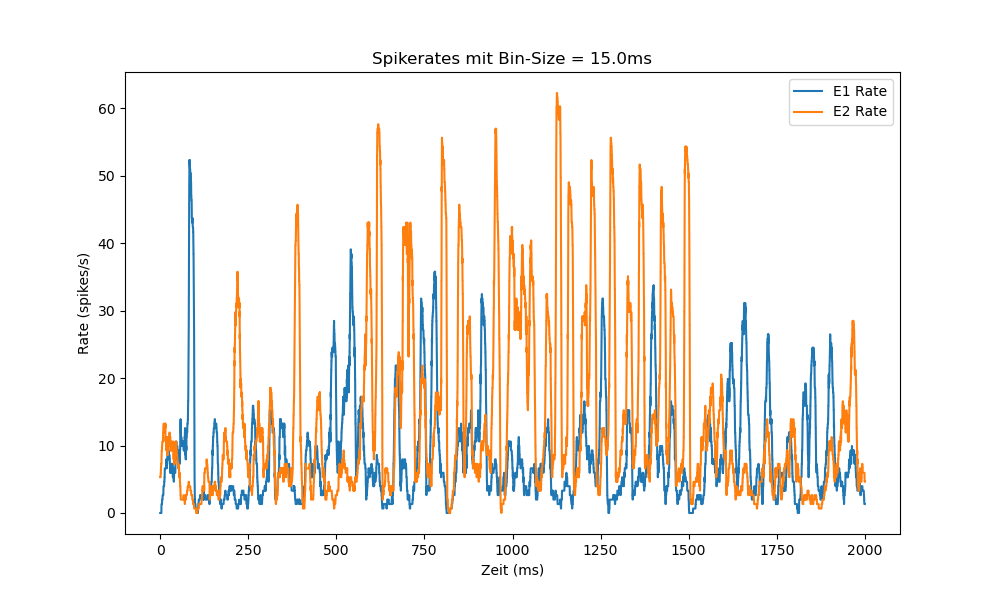 Spikerates mit Bin-Size = 15.0ms
E1 Rate
E2 Rate
60
50
40
30
20
10
0
Rate (spikes/s)
0 250 500 750 1000 1250 1500 1750 2000
Zeit (ms)